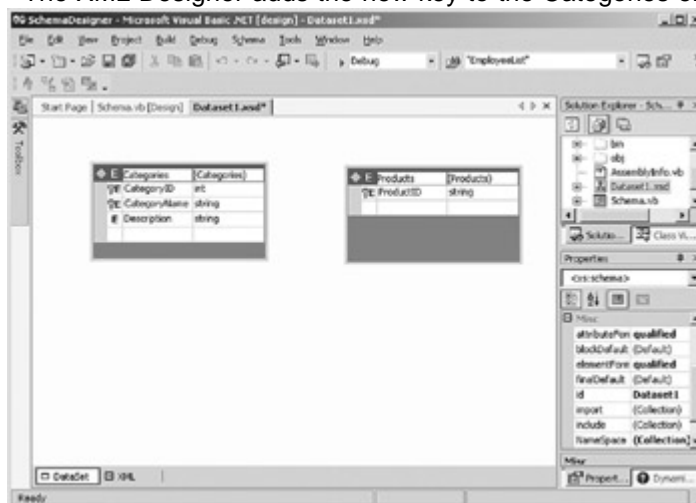 The XML Designer adds the new key to the Categories e
SchemaDesigner - Microsoft Visual Basic .NET [design] - Dataset1.xsd*
File Edit View Project Build Debug Schema Tools Window Help
Debug "EmployeeList"
Start Page Schema.vb [Design] Dataset1.xsd*
Toolbox
E Categories (Categories)
E CategoryID int
E CategoryName string
E Description string
E Products (Products)
E ProductID string
Solution Explorer - Sch...
bin
obj
AssemblyInfo.vb
Dataset1.xsd
Schema.vb
Solutio... Class Vi...
Properties
<xs:schema>
Misc
attributeFor qualified
blockDefault (Default)
elementForm qualified
finalDefault (Default)
id Dataset1
import (Collection)
include (Collection)
NameSpace (Collection)
Misc
Propert... Dynami...
DataSet XML
Ready